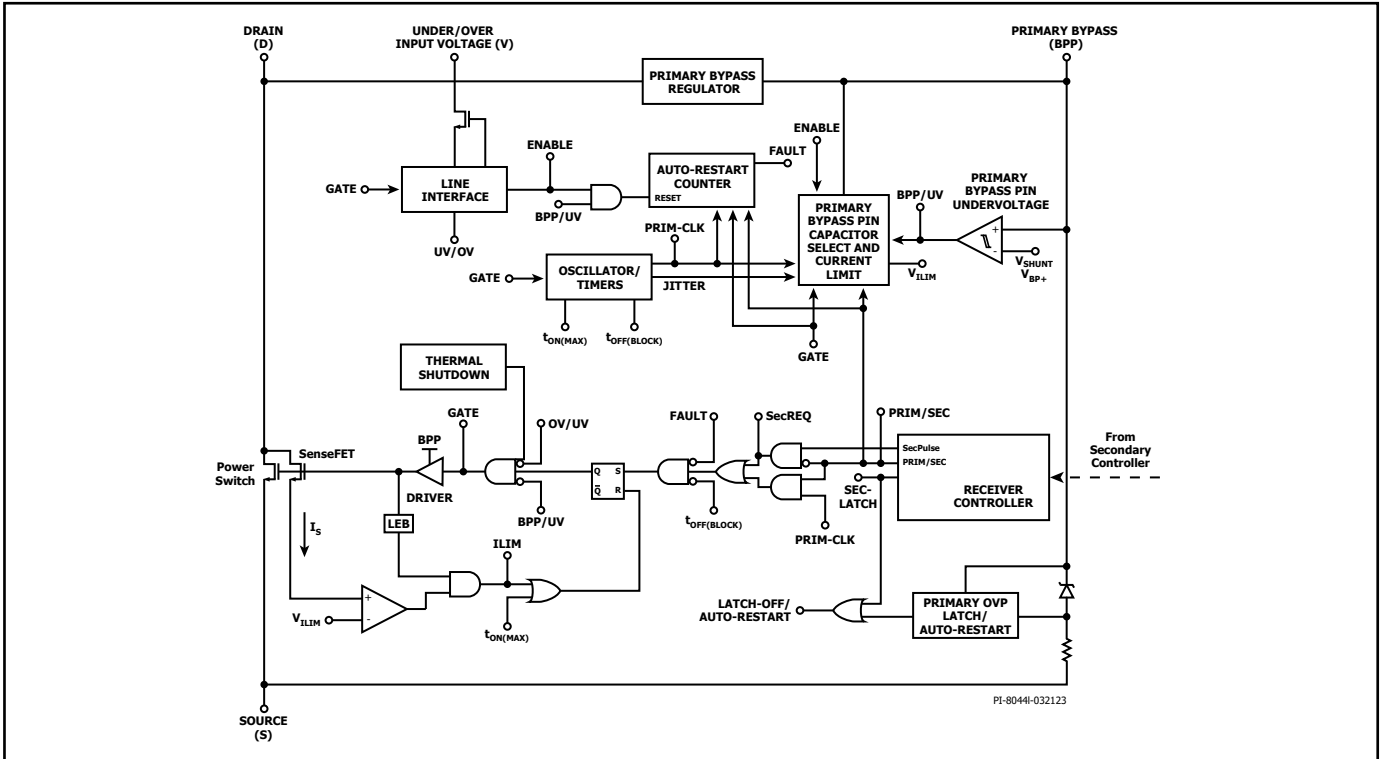 DRAIN
(D)
UNDER/OVER
INPUT VOLTAGE (V)
PRIMARY BYPASS
(BPP)
PRIMARY BYPASS
REGULATOR
ENABLE
FAULT
ENABLE
AUTO-RESTART
COUNTER
RESET
GATE
LINE
INTERFACE
BPP/UV
UV/OV
PRIM-CLK
PRIMARY
BYPASS PIN
CAPACITOR
SELECT AND
CURRENT
LIMIT
BPP/UV
PRIMARY
BYPASS PIN
UNDERVOLTAGE
+
-
VSHUNT
VBP+
VILIM
GATE
OSCILLATOR/
TIMERS
JITTER
tON(MAX)
tOFF(BLOCK)
GATE
THERMAL
SHUTDOWN
GATE
OV/UV
FAULT
SecREQ
PRIM/SEC
From
Secondary
Controller
Power
Switch
SenseFET
BPP
DRIVER
BPP/UV
Q
S
Q
R
tOFF(BLOCK)
SEC-
LATCH
PRIM-CLK
SecPulse
PRIM/SEC
RECEIVER
CONTROLLER
LEB
IS
ILIM
VILIM
+
-
tON(MAX)
LATCH-OFF/
AUTO-RESTART
PRIMARY OVP
LATCH/
AUTO-RESTART
PI-8044l-032123
SOURCE
(S)